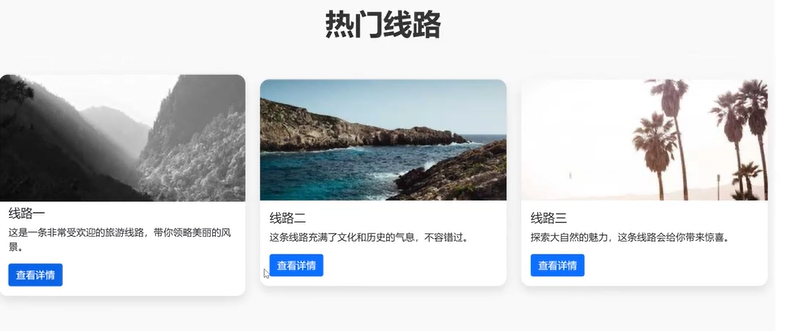 热门线路
线路一
这是一条非常受欢迎的旅游线路，带你领略美丽的风
景。
查看详情
线路二
这条线路充满了文化和历史的气息，不容错过。
查看详情
线路三
探索大自然的魅力，这条线路会给你带来惊喜。
查看详情